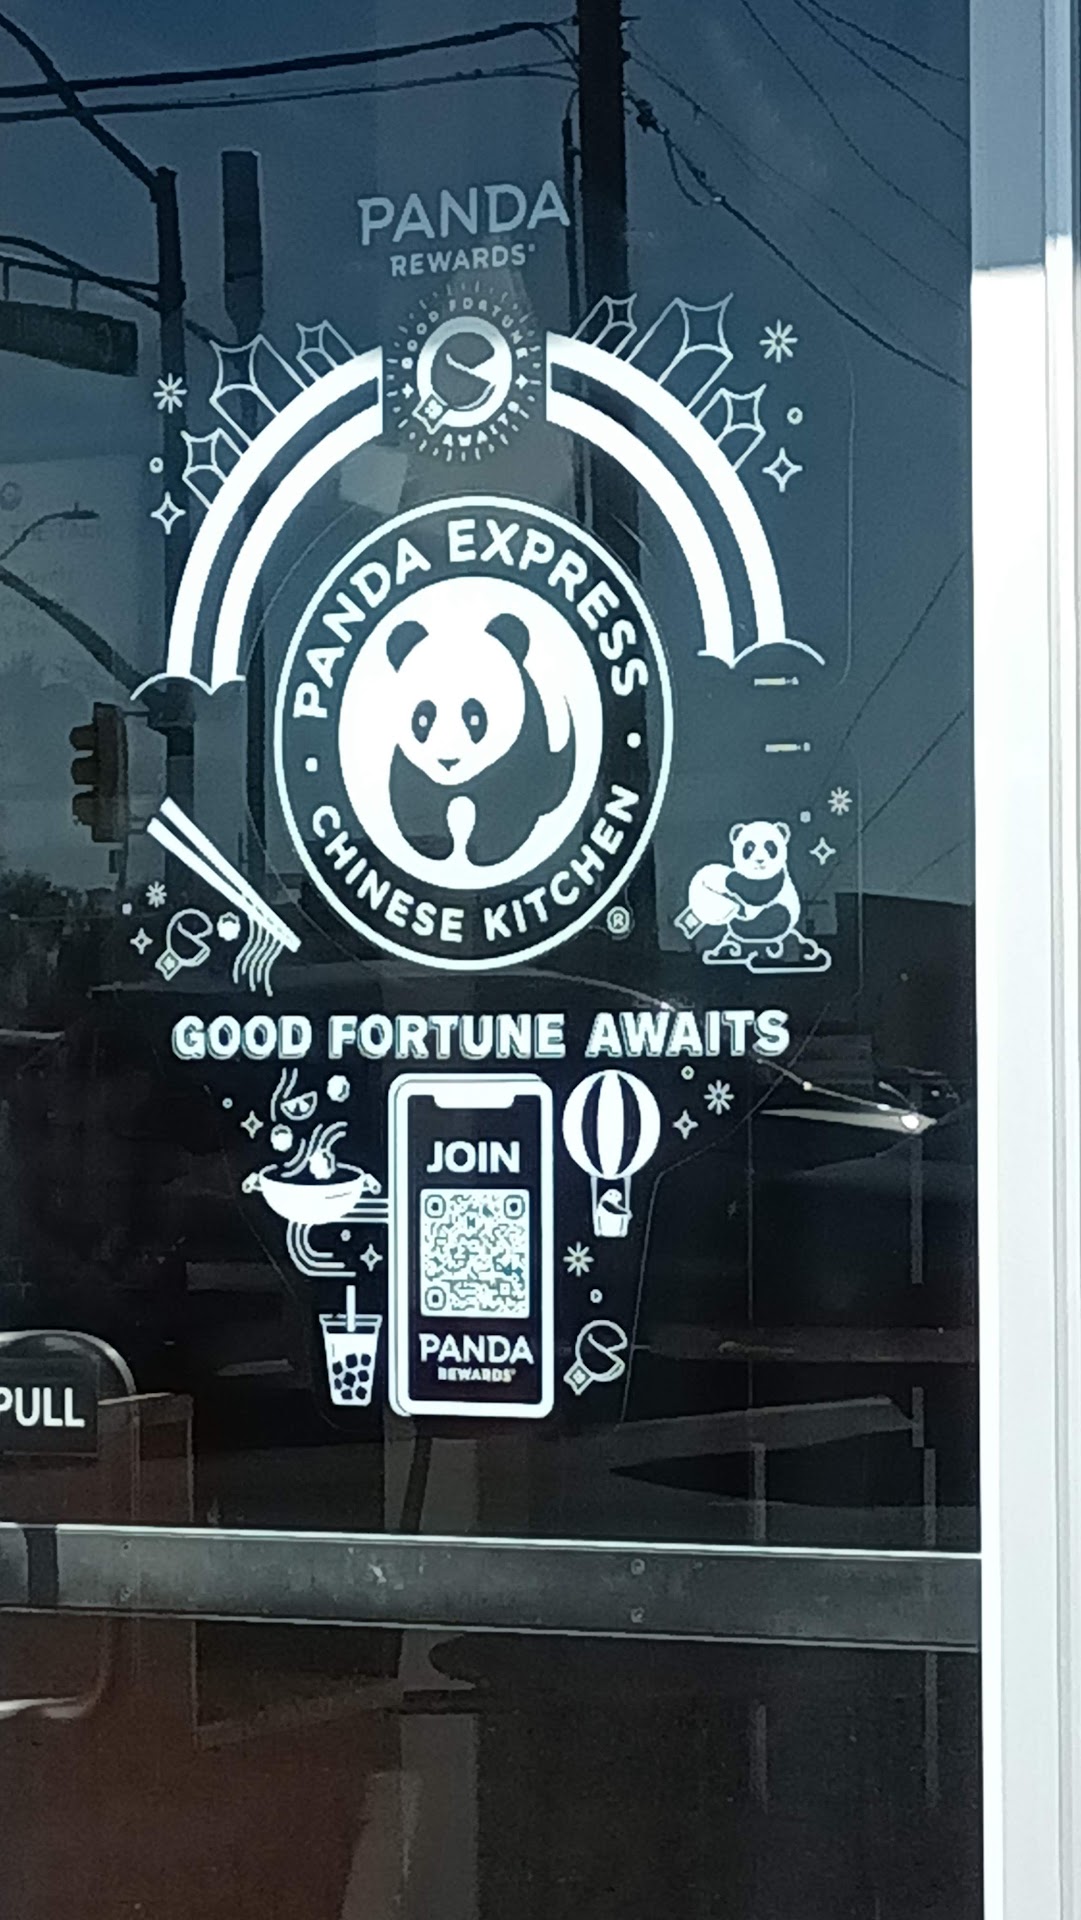 PANDA
REWARDS®
GOOD FORTUNE
AWAITS
PANDA EXPRESS
CHINESE KITCHEN
®
GOOD FORTUNE AWAITS
JOIN
PANDA
REWARDS®
PULL